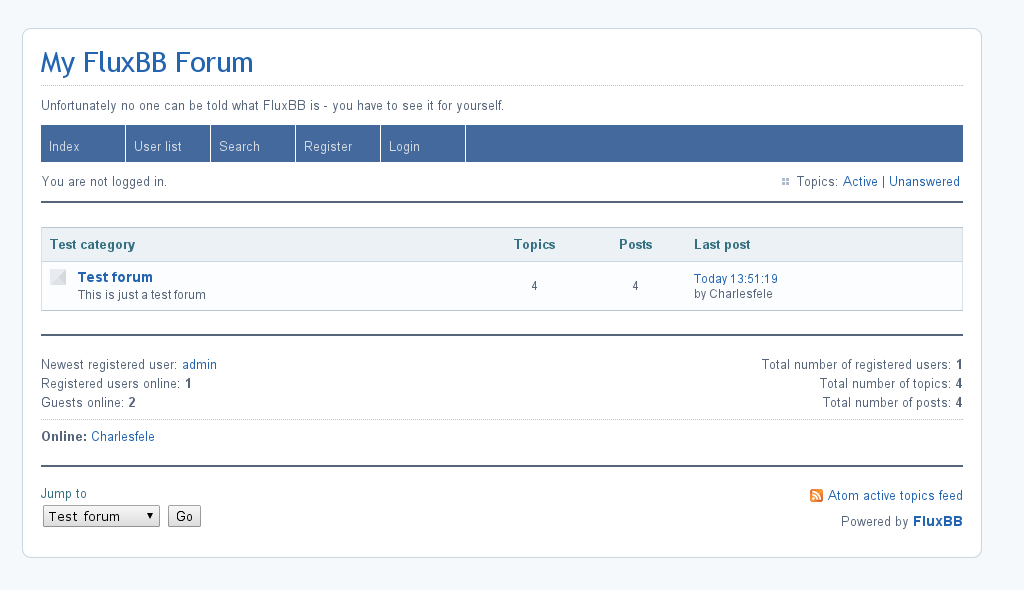 My FluxBB Forum
Unfortunately no one can be told what FluxBB is - you have to see it for yourself.
Index User list Search Register Login
You are not logged in. Topics: Active | Unanswered
Test category Topics Posts Last post
Test forum
This is just a test forum
4 4
Today 13:51:19
by Charlesfele
Newest registered user: admin
Registered users online: 1
Guests online: 2
Total number of registered users: 1
Total number of topics: 4
Total number of posts: 4
Online: Charlesfele
Jump to
Test forum Go
Atom active topics feed
Powered by FluxBB